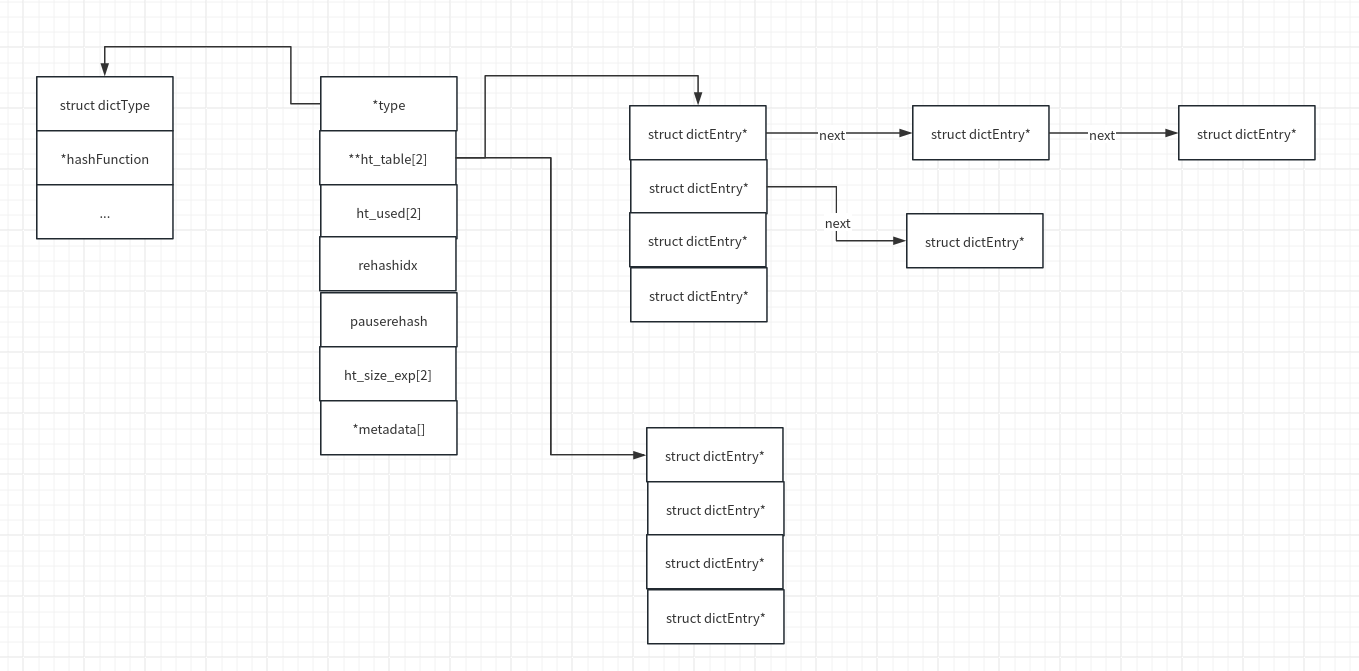 struct dictType
*hashFunction
...
*type
**ht_table[2]
ht_used[2]
rehashidx
pauserehash
ht_size_exp[2]
*metadata[]
struct dictEntry*
next
struct dictEntry*
next
struct dictEntry*
struct dictEntry*
next
struct dictEntry*
struct dictEntry*
struct dictEntry*
struct dictEntry*
struct dictEntry*
struct dictEntry*
struct dictEntry*